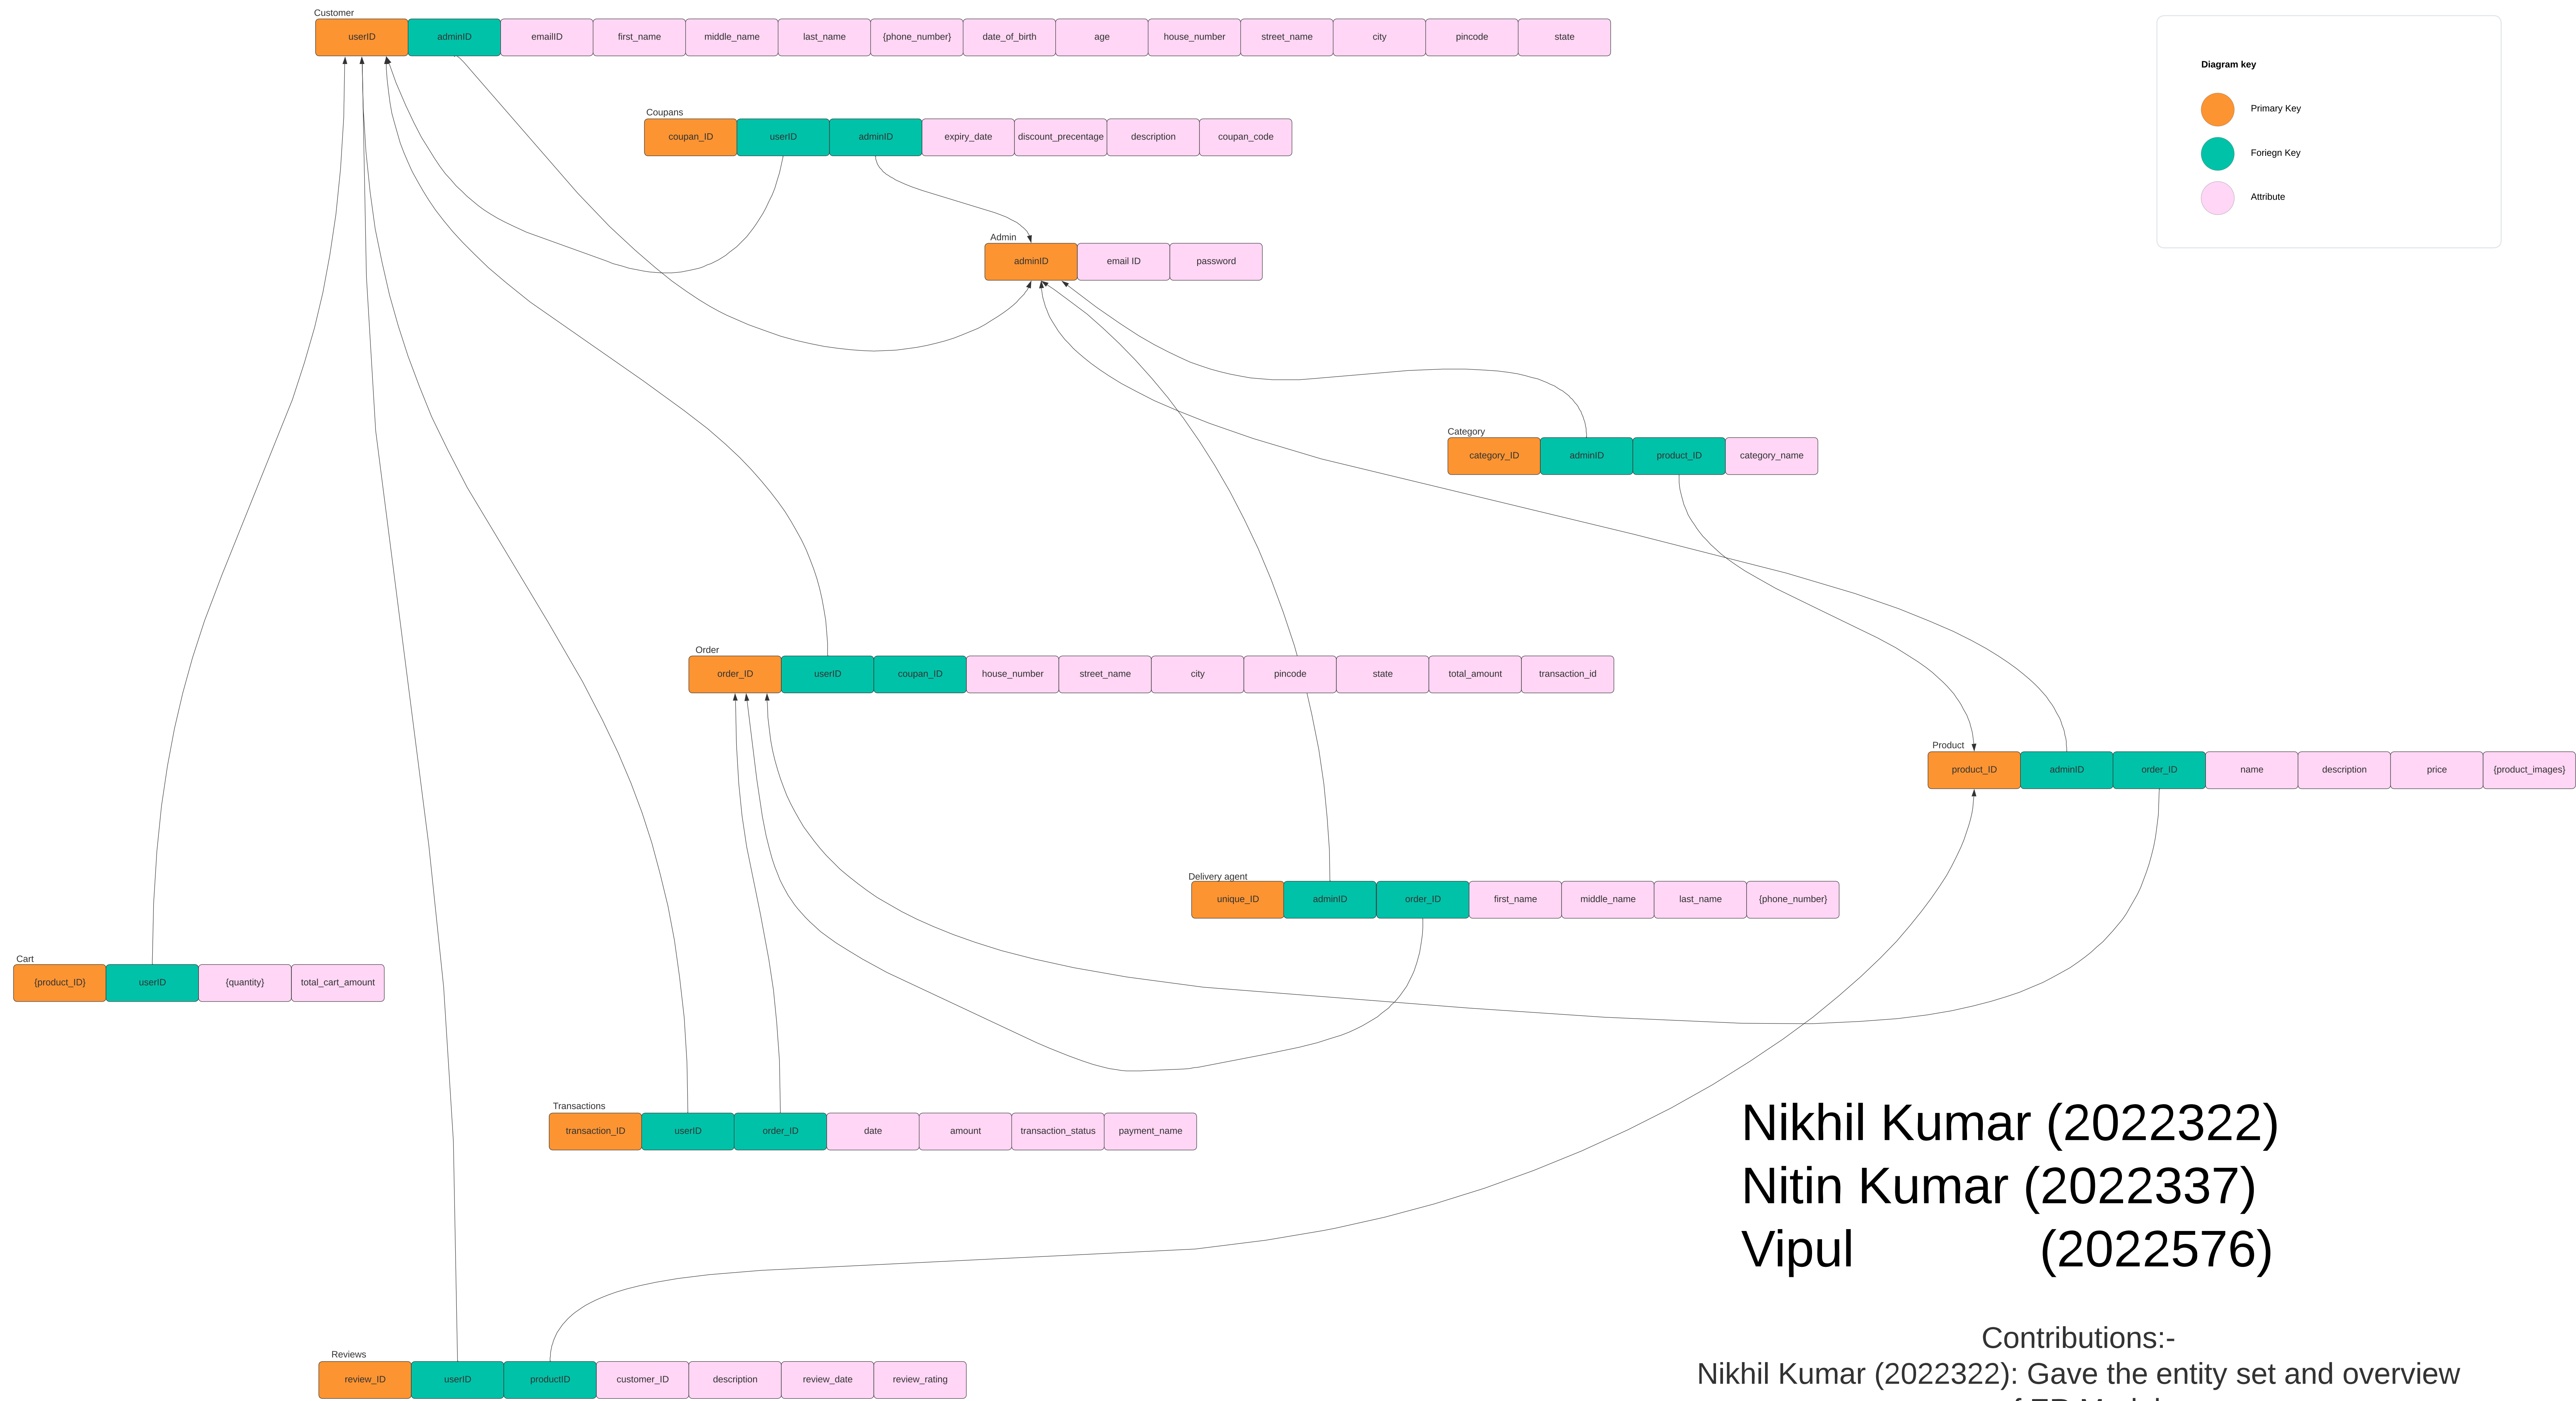 Customer
userID adminID emailID first_name middle_name last_name {phone_number} date_of_birth age house_number street_name city pincode state
Diagram key
Primary Key
Foriegn Key
Attribute
Coupans
coupan_ID userID adminID expiry_date discount_precentage description coupan_code
Admin
adminID email ID password
Category
category_ID adminID product_ID category_name
Order
order_ID userID coupan_ID house_number street_name city pincode state total_amount transaction_id
Product
product_ID adminID order_ID name description price {product_images}
Delivery agent
unique_ID adminID order_ID first_name middle_name last_name {phone_number}
Cart
{product_ID} userID {quantity} total_cart_amount
Transactions
transaction_ID userID order_ID date amount transaction_status payment_name
Nikhil Kumar (2022322)
Nitin Kumar (2022337)
Vipul (2022576)
Reviews
review_ID userID productID customer_ID description review_date review_rating
Contributions:-
Nikhil Kumar (2022322): Gave the entity set and overview